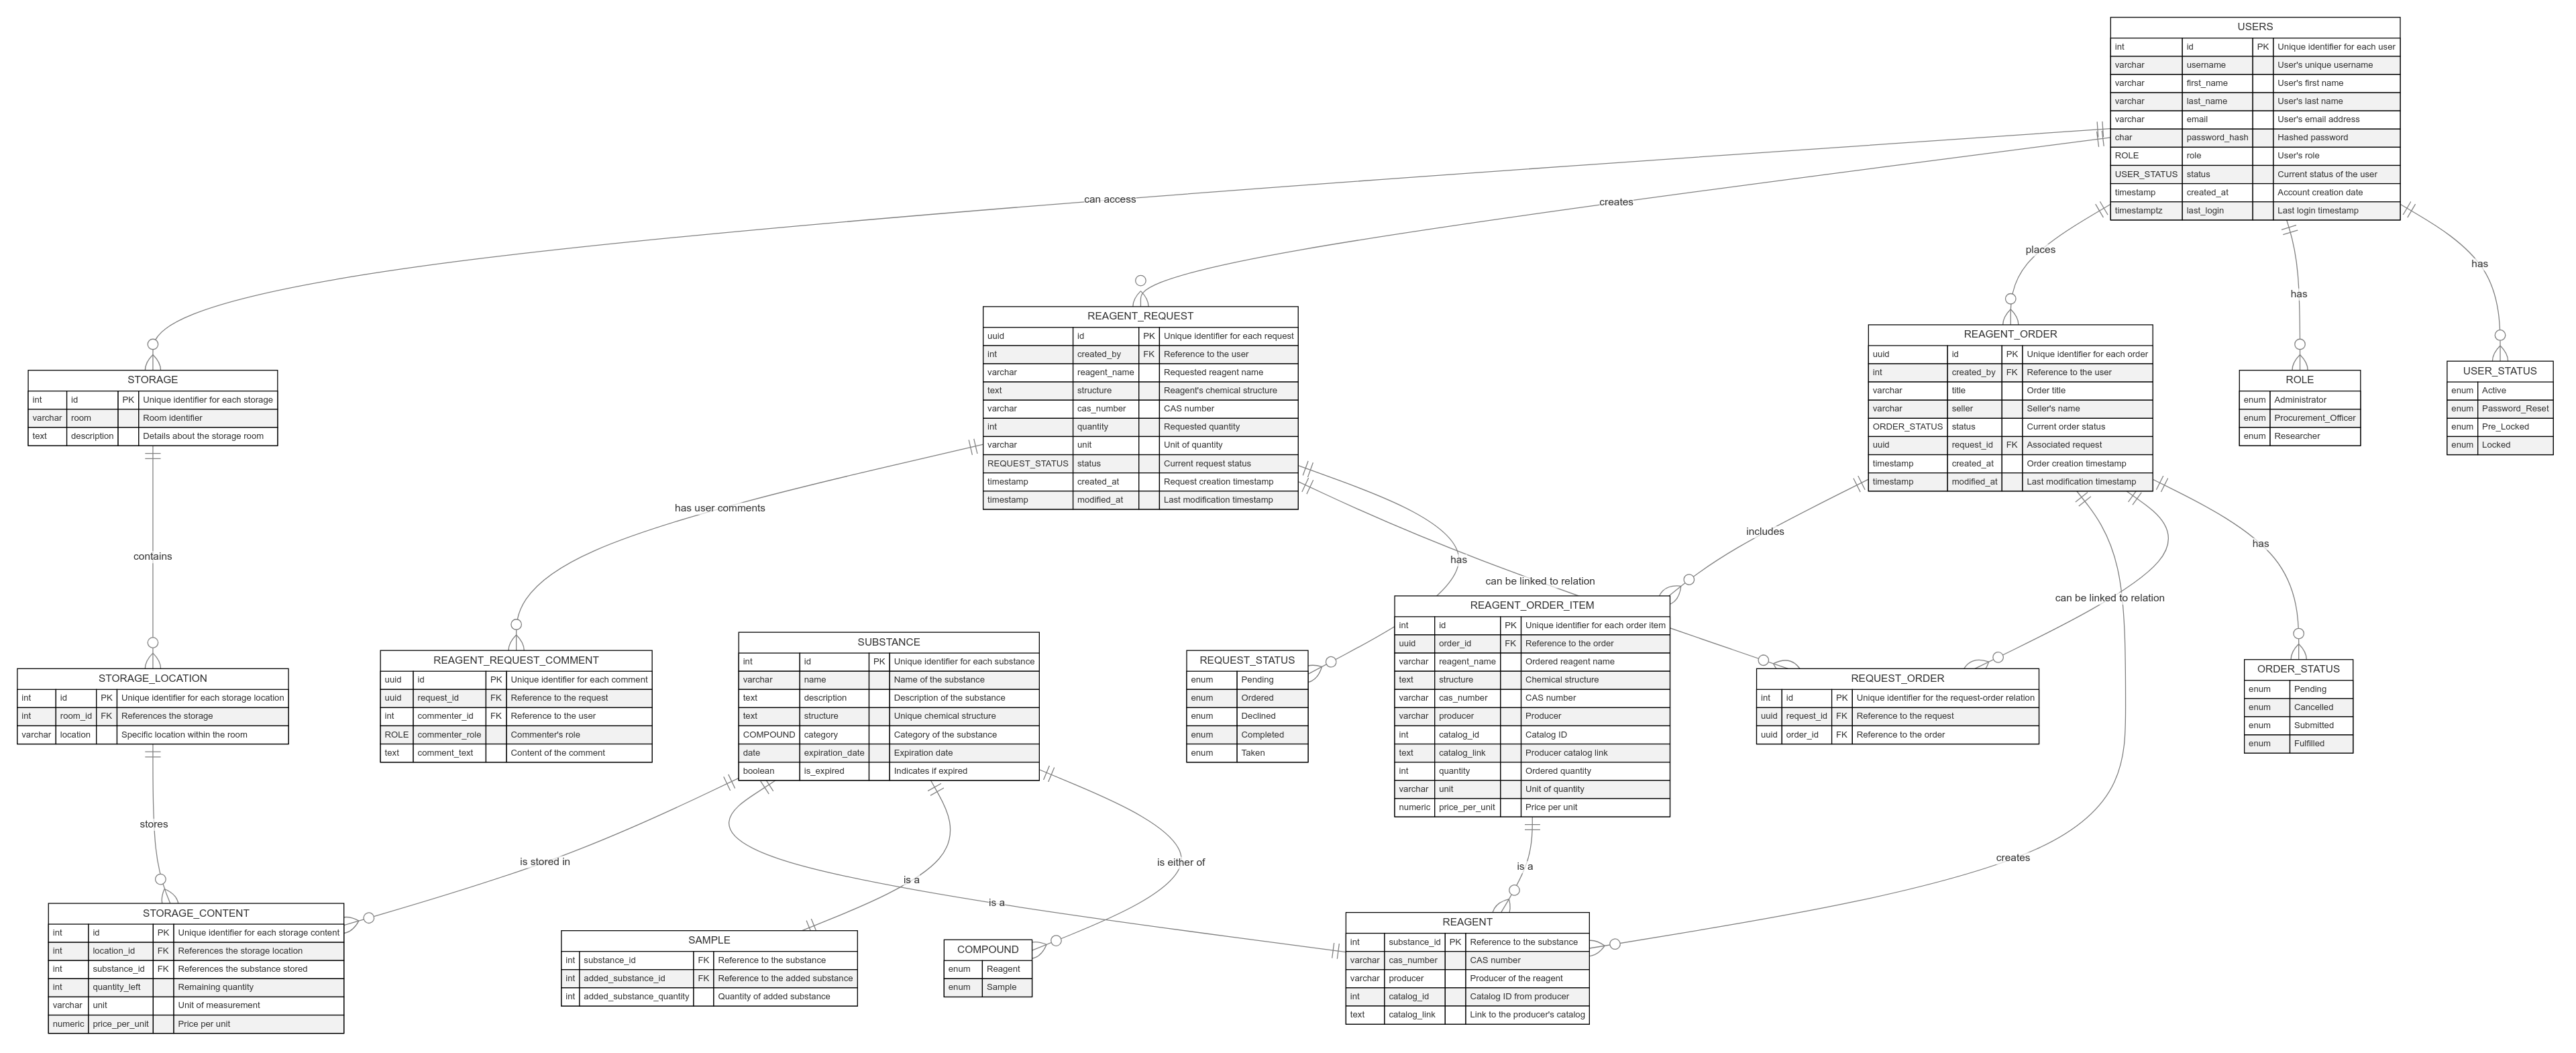 USERS
int id PK Unique identifier for each user
varchar username User's unique username
varchar first_name User's first name
varchar last_name User's last name
varchar email User's email address
char password_hash Hashed password
ROLE role User's role
USER_STATUS status Current status of the user
timestamp created_at Account creation date
timestamptz last_login Last login timestamp
can access
creates
places
has
has
REAGENT_REQUEST
uuid id PK Unique identifier for each request
int created_by FK Reference to the user
varchar reagent_name Requested reagent name
text structure Reagent's chemical structure
varchar cas_number CAS number
int quantity Requested quantity
varchar unit Unit of quantity
REQUEST_STATUS status Current request status
timestamp created_at Request creation timestamp
timestamp modified_at Last modification timestamp
REAGENT_ORDER
uuid id PK Unique identifier for each order
int created_by FK Reference to the user
varchar title Order title
varchar seller Seller's name
ORDER_STATUS status Current order status
uuid request_id FK Associated request
timestamp created_at Order creation timestamp
timestamp modified_at Last modification timestamp
STORAGE
int id PK Unique identifier for each storage
varchar room Room identifier
text description Details about the storage room
ROLE
enum Administrator
enum Procurement_Officer
enum Researcher
USER_STATUS
enum Active
enum Password_Reset
enum Pre_Locked
enum Locked
has user comments
includes
has
contains
has
can be linked to relation
can be linked to relation
REAGENT_ORDER_ITEM
int id PK Unique identifier for each order item
uuid order_id FK Reference to the order
varchar reagent_name Ordered reagent name
text structure Chemical structure
varchar cas_number CAS number
varchar producer Producer
int catalog_id Catalog ID
text catalog_link Producer catalog link
int quantity Ordered quantity
varchar unit Unit of quantity
numeric price_per_unit Price per unit
SUBSTANCE
int id PK Unique identifier for each substance
varchar name Name of the substance
text description Description of the substance
text structure Unique chemical structure
COMPOUND category Category of the substance
date expiration_date Expiration date
boolean is_expired Indicates if expired
REAGENT_REQUEST_COMMENT
uuid id PK Unique identifier for each comment
uuid request_id FK Reference to the request
int commenter_id FK Reference to the user
ROLE commenter_role Commenter's role
text comment_text Content of the comment
REQUEST_STATUS
enum Pending
enum Ordered
enum Declined
enum Completed
enum Taken
ORDER_STATUS
enum Pending
enum Cancelled
enum Submitted
enum Fulfilled
STORAGE_LOCATION
int id PK Unique identifier for each storage location
int room_id FK References the storage
varchar location Specific location within the room
REQUEST_ORDER
int id PK Unique identifier for the request-order relation
uuid request_id FK Reference to the request
uuid order_id FK Reference to the order
stores
is stored in
is a
is a
is either of
is a
creates
STORAGE_CONTENT
int id PK Unique identifier for each storage content
int location_id FK References the storage location
int substance_id FK References the substance stored
int quantity_left Remaining quantity
varchar unit Unit of measurement
numeric price_per_unit Price per unit
SAMPLE
int substance_id FK Reference to the substance
int added_substance_id FK Reference to the added substance
int added_substance_quantity Quantity of added substance
COMPOUND
enum Reagent
enum Sample
REAGENT
int substance_id PK Reference to the substance
varchar cas_number CAS number
varchar producer Producer of the reagent
int catalog_id Catalog ID from producer
text catalog_link Link to the producer's catalog